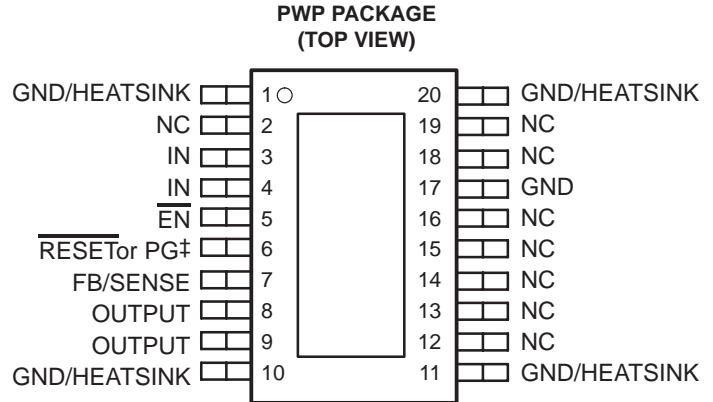 PWP PACKAGE
(TOP VIEW)
GND/HEATSINK 1 20 GND/HEATSINK
NC 2 19 NC
IN 3 18 NC
IN 4 17 GND
EN 5 16 NC
RESETor PG‡ 6 15 NC
FB/SENSE 7 14 NC
OUTPUT 8 13 NC
OUTPUT 9 12 NC
GND/HEATSINK 10 11 GND/HEATSINK